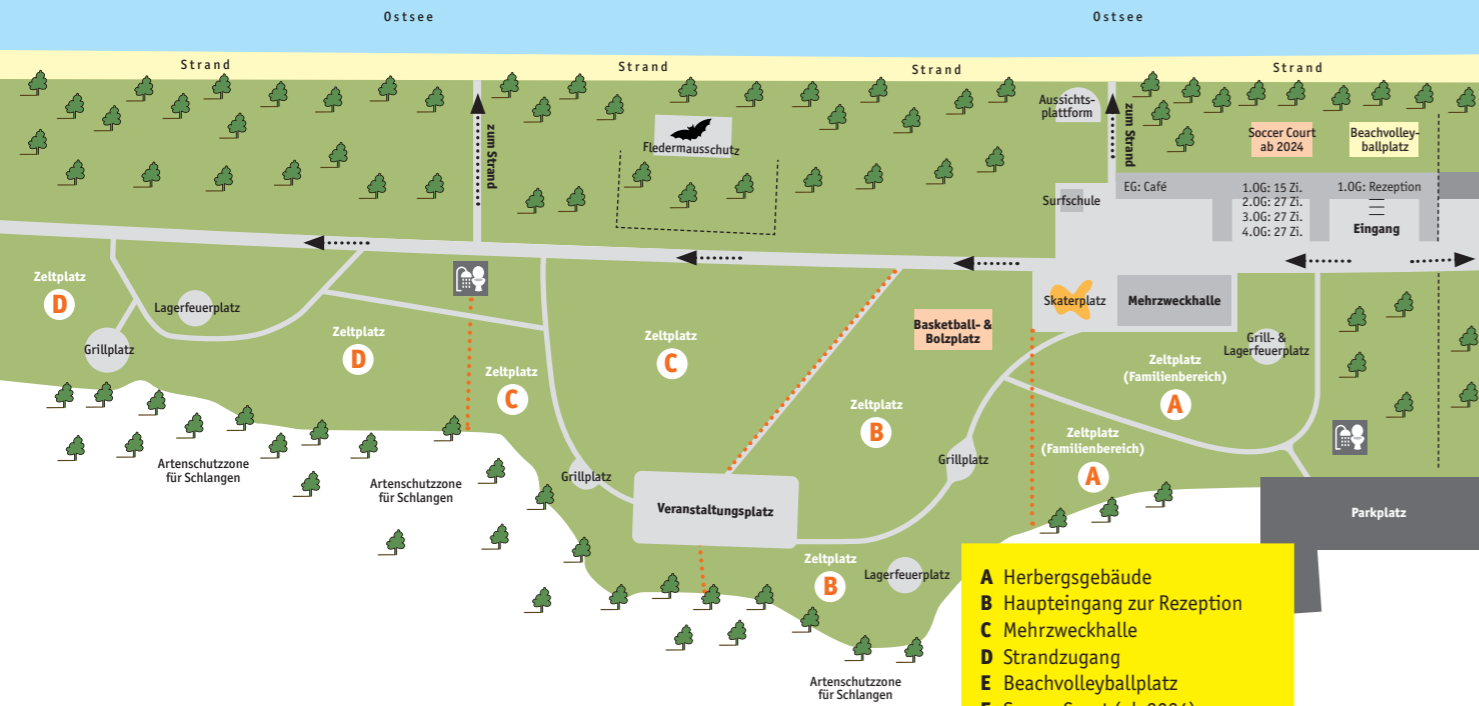 Ostsee
Ostsee
Strand
Strand
Strand
Strand
zum Strand
Fledermausschutz
Aussichts-
plattform
zum Strand
Soccer Court
ab 2024
Beachvolley-
ballplatz
Surfschule
EG: Café
1.OG: 15 Zi.
2.OG: 27 Zi.
3.OG: 27 Zi.
4.OG: 27 Zi.
1.OG: Rezeption
Eingang
Zeltplatz
D
Lagerfeuerplatz
Grillplatz
Zeltplatz
D
Zeltplatz
C
Zeltplatz
C
Basketball- &
Bolzplatz
Skaterplatz
Mehrzweckhalle
Grill- &
Lagerfeuerplatz
Zeltplatz
(Familienbereich)
A
Zeltplatz
B
Zeltplatz
(Familienbereich)
A
Grillplatz
Grillplatz
Artenschutzzone
für Schlangen
Artenschutzzone
für Schlangen
Veranstaltungsplatz
Parkplatz
Zeltplatz
B
Lagerfeuerplatz
Artenschutzzone
für Schlangen
A Herbergsgebäude
B Haupteingang zur Rezeption
C Mehrzweckhalle
D Strandzugang
E Beachvolleyballplatz